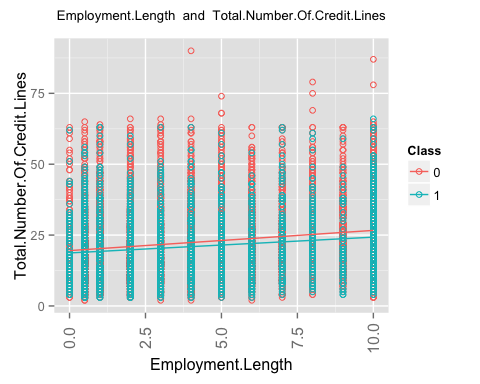 Employment.Length and Total.Number.Of.Credit.Lines
Total.Number.Of.Credit.Lines
75
50
25
0
0.0
2.5
5.0
7.5
10.0
Employment.Length
Class
0
1